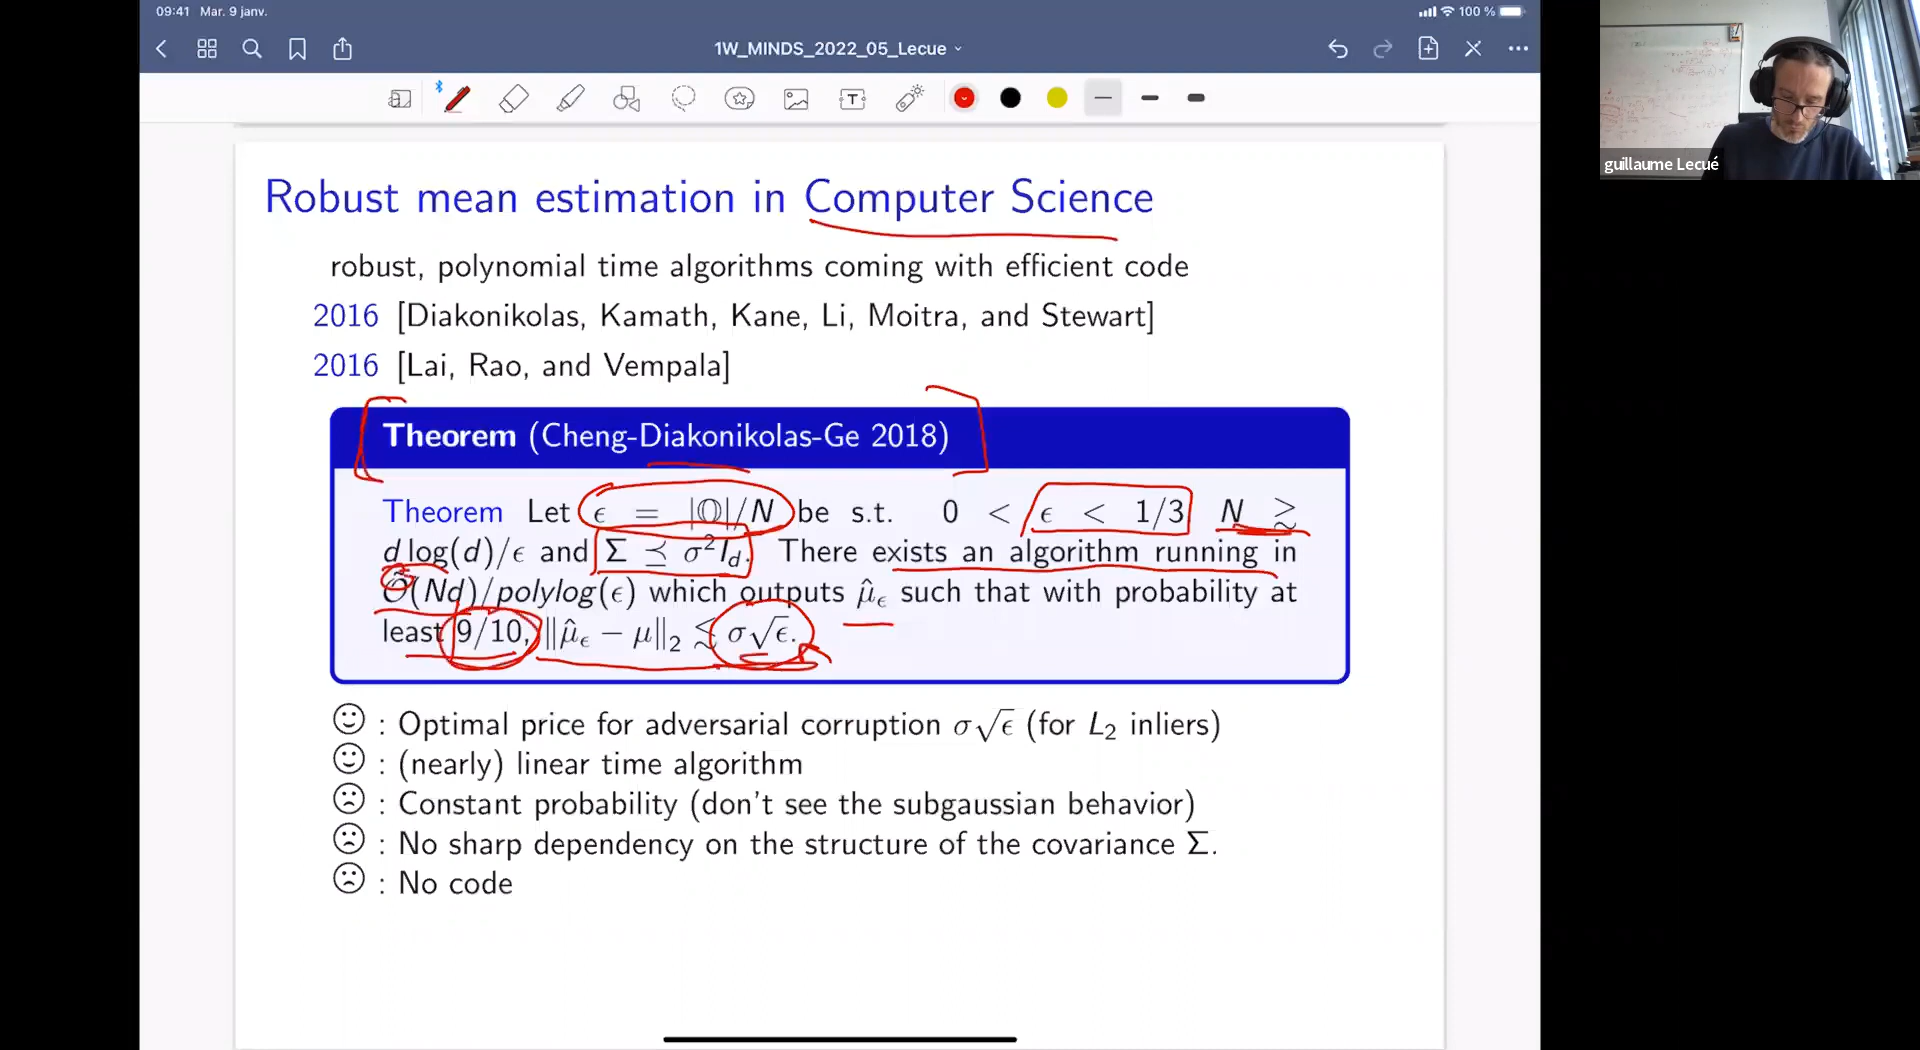 09:41 Mar. 9 janv.
100 %
1W_MINDS_2022_05_Lecue
guillaume Lecué
Robust mean estimation in Computer Science
robust, polynomial time algorithms coming with efficient code
2016 [Diakonikolas, Kamath, Kane, Li, Moitra, and Stewart]
2016 [Lai, Rao, and Vempala]
Theorem (Cheng-Diakonikolas-Ge 2018)
Theorem Let ϵ = |𝕆|/N be s.t. 0 < ϵ < 1/3 N ≳
d log(d)/ϵ and Σ ⪯ σ²I_d. There exists an algorithm running in
Õ(Nd)/polylog(ϵ) which outputs μ̂_ϵ such that with probability at
least 9/10, ‖μ̂_ϵ − μ‖₂ ≲ σ√ϵ.
☺ : Optimal price for adversarial corruption σ√ϵ (for L₂ inliers)
☺ : (nearly) linear time algorithm
☹ : Constant probability (don't see the subgaussian behavior)
☹ : No sharp dependency on the structure of the covariance Σ.
☹ : No code